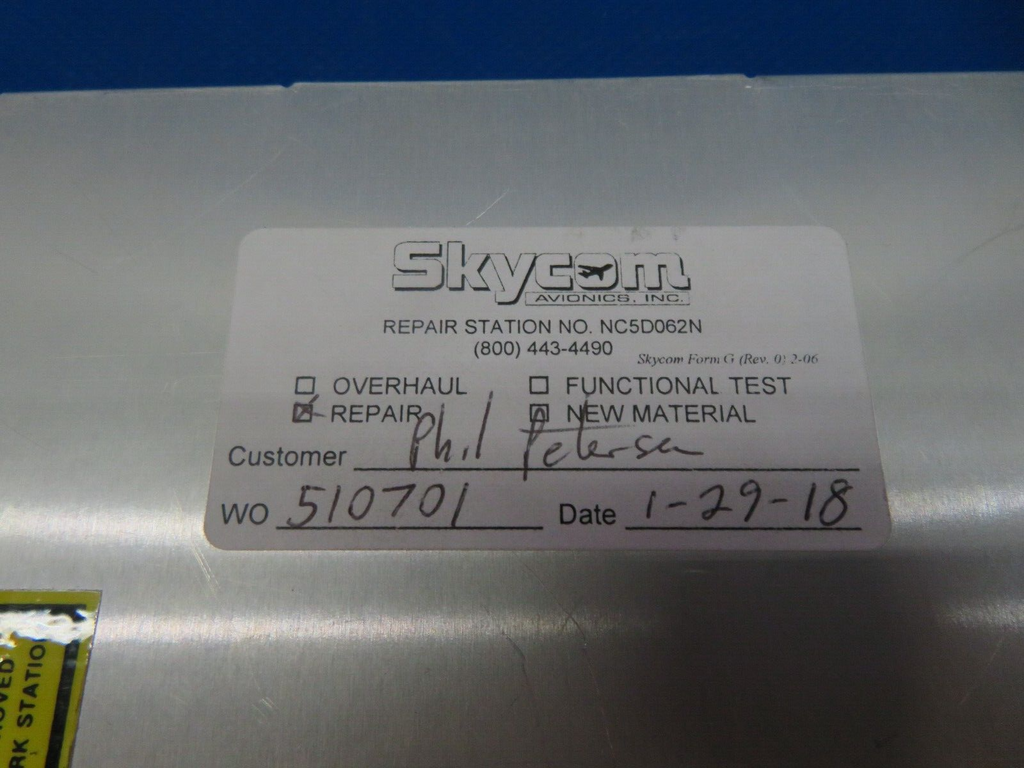 Skycom
AVIONICS, INC.
REPAIR STATION NO. NC5D062N
(800) 443-4490
Skycom Form G (Rev. 0) 2-06
OVERHAUL FUNCTIONAL TEST
REPAIR NEW MATERIAL
Customer Phil Petersen
WO 510701 Date 1-29-18